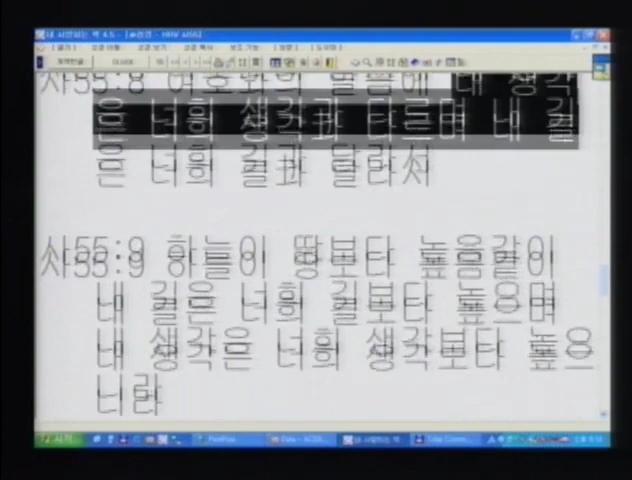 사55:8 여호와의 말씀에 내 생각
은 너희 생각과 다르며 내 길
은 너희 길과 달라서
사55:9 하늘이 땅보다 높음같이
내 길은 너희 길보다 높으며
내 생각은 너희 생각보다 높으
니라